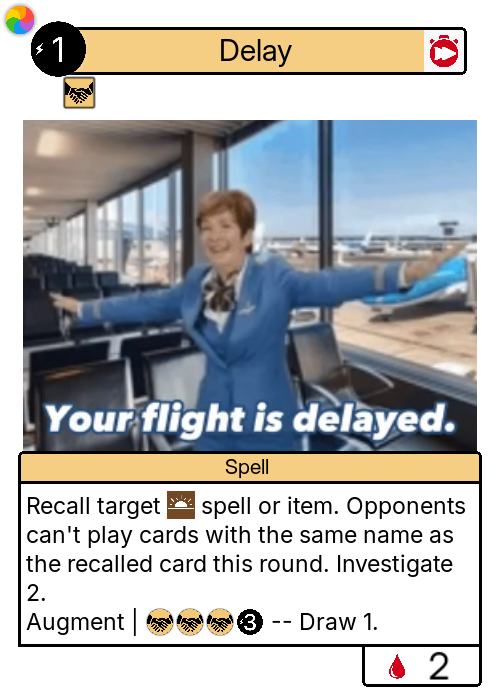 1
Delay
Your flight is delayed.
Spell
Recall target spell or item. Opponents
can't play cards with the same name as
the recalled card this round. Investigate
2.
Augment | 3 -- Draw 1.
2